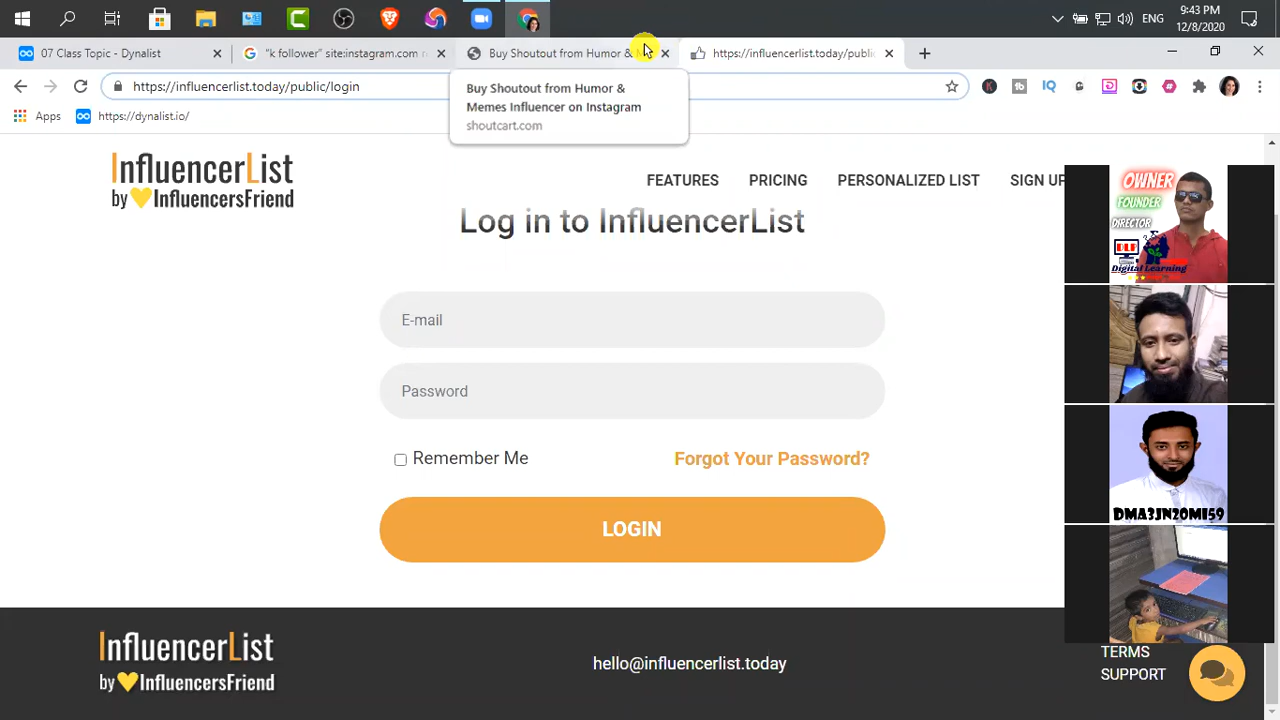 9:43 PM
ENG
12/8/2020
07 Class Topic - Dynalist
"k follower" site:instagram.com r
Buy Shoutout from Humor & M
https://influencerlist.today/public
https://influencerlist.today/public/login
Apps
https://dynalist.io/
Buy Shoutout from Humor &
Memes Influencer on Instagram
shoutcart.com
InfluencerList
by InfluencersFriend
FEATURES
PRICING
PERSONALIZED LIST
SIGN UP
Log in to InfluencerList
E-mail
Password
Remember Me
Forgot Your Password?
LOGIN
OWNER
FOUNDER
DIRECTOR
DLP
Digital Learning
DMA3JN20MI59
InfluencerList
by InfluencersFriend
hello@influencerlist.today
TERMS
SUPPORT